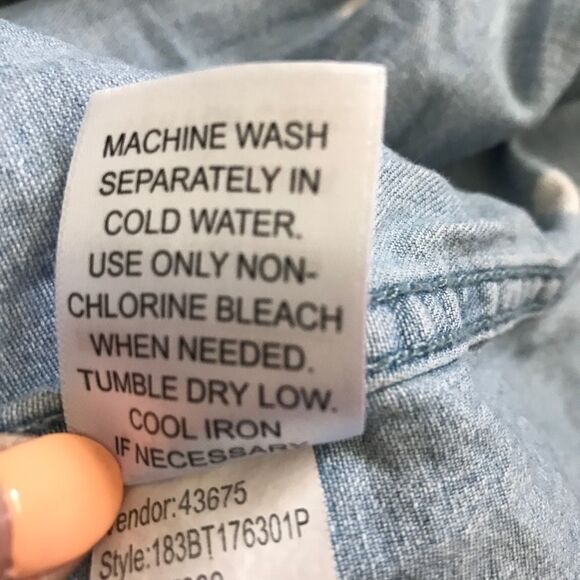 MACHINE WASH
SEPARATELY IN
COLD WATER.
USE ONLY NON-
CHLORINE BLEACH
WHEN NEEDED.
TUMBLE DRY LOW.
COOL IRON
IF NECESSARY
endor:43675
Style:183BT176301P